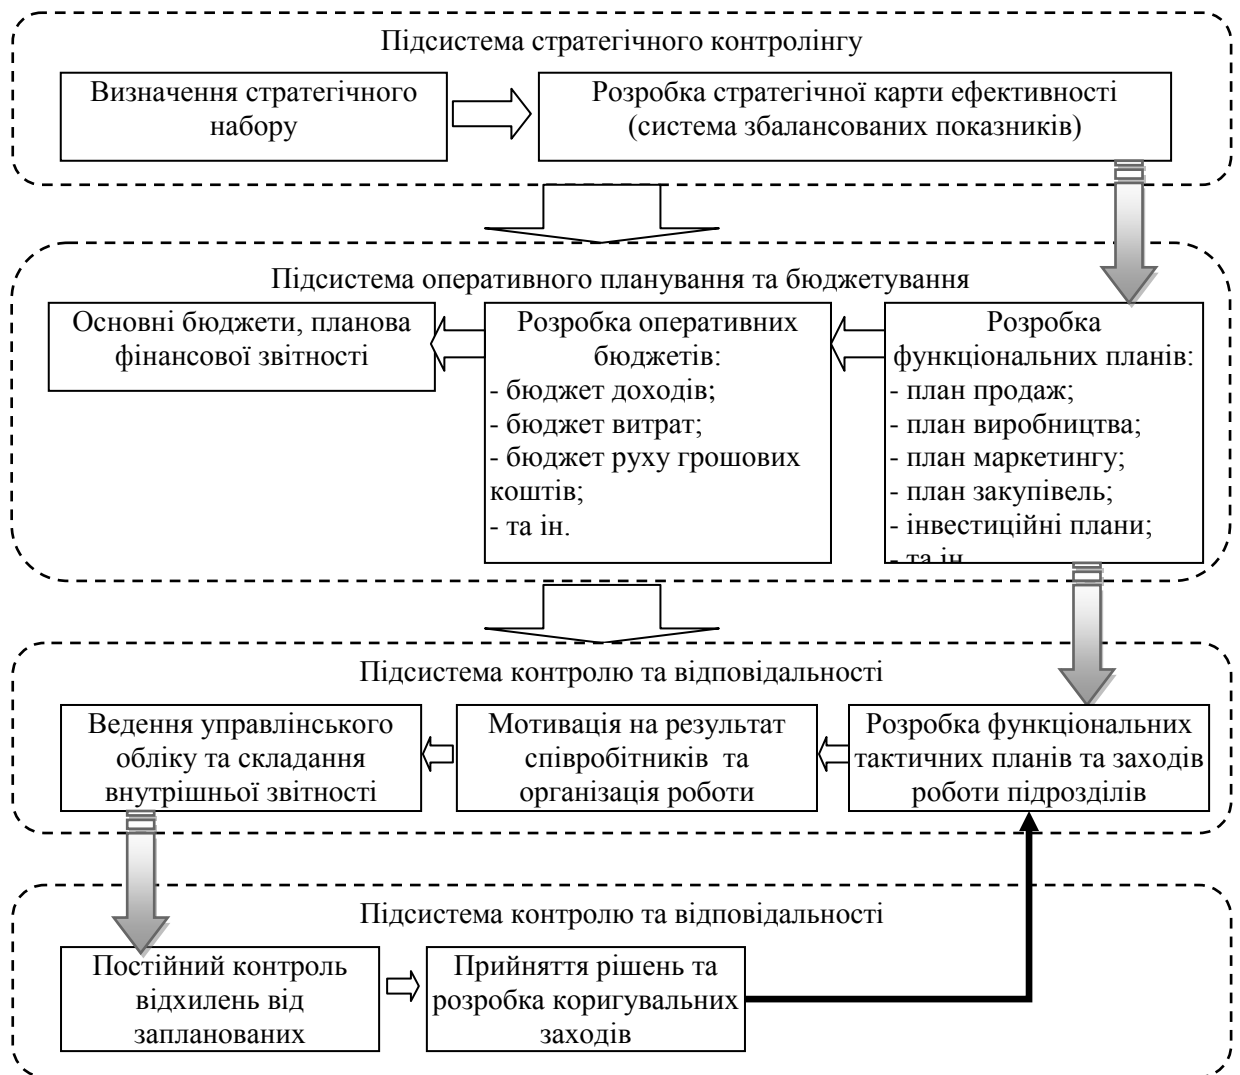 Підсистема стратегічного контролінгу
Визначення стратегічного
набору
Розробка стратегічної карти ефективності
(система збалансованих показників)
Підсистема оперативного планування та бюджетування
Основні бюджети, планова
фінансової звітності
Розробка оперативних
бюджетів:
- бюджет доходів;
- бюджет витрат;
- бюджет руху грошових
коштів;
- та ін.
Розробка
функціональних планів:
- план продаж;
- план виробництва;
- план маркетингу;
- план закупівель;
- інвестиційні плани;
- та ін
Підсистема контролю та відповідальності
Ведення управлінського
обліку та складання
внутрішньої звітності
Мотивація на результат
співробітників та
організація роботи
Розробка функціональних
тактичних планів та заходів
роботи підрозділів
Підсистема контролю та відповідальності
Постійний контроль
відхилень від
запланованих
Прийняття рішень та
розробка коригувальних
заходів